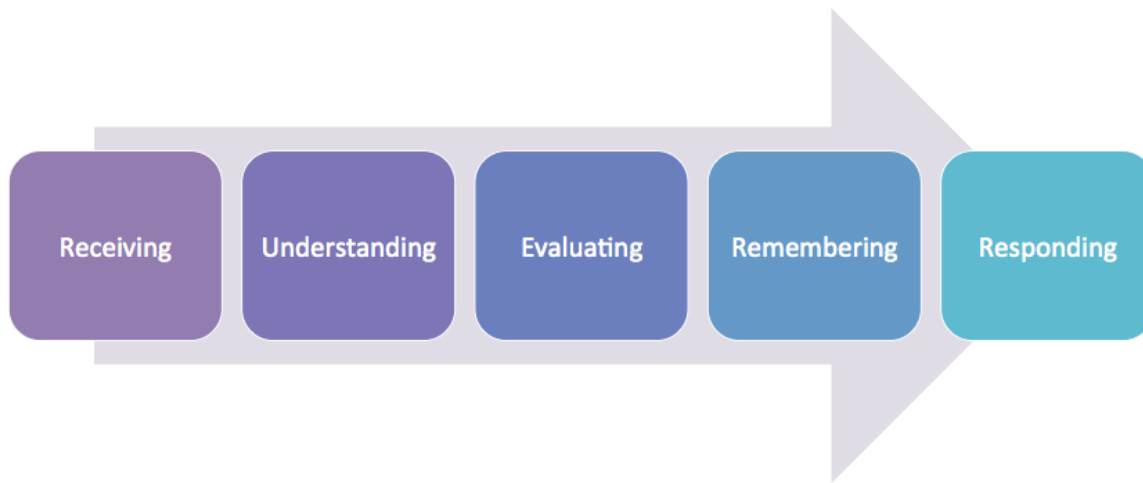 Receiving
Understanding
Evaluating
Remembering
Responding